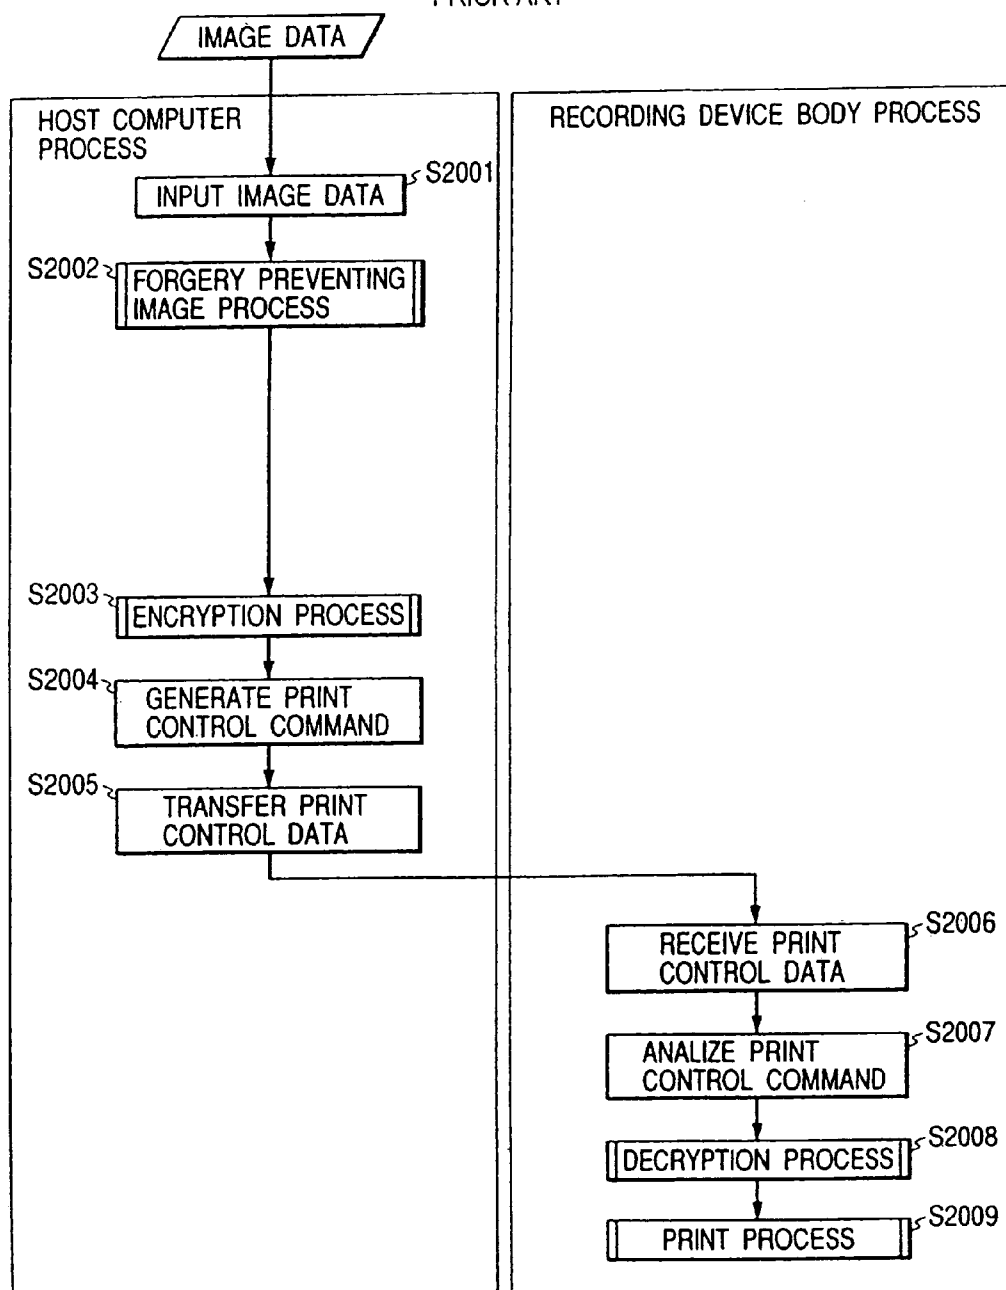 PRIOR ART
IMAGE DATA
HOST COMPUTER
PROCESS
RECORDING DEVICE BODY PROCESS
S2001
INPUT IMAGE DATA
S2002
FORGERY PREVENTING
IMAGE PROCESS
S2003
ENCRYPTION PROCESS
S2004
GENERATE PRINT
CONTROL COMMAND
S2005
TRANSFER PRINT
CONTROL DATA
S2006
RECEIVE PRINT
CONTROL DATA
S2007
ANALIZE PRINT
CONTROL COMMAND
S2008
DECRYPTION PROCESS
S2009
PRINT PROCESS